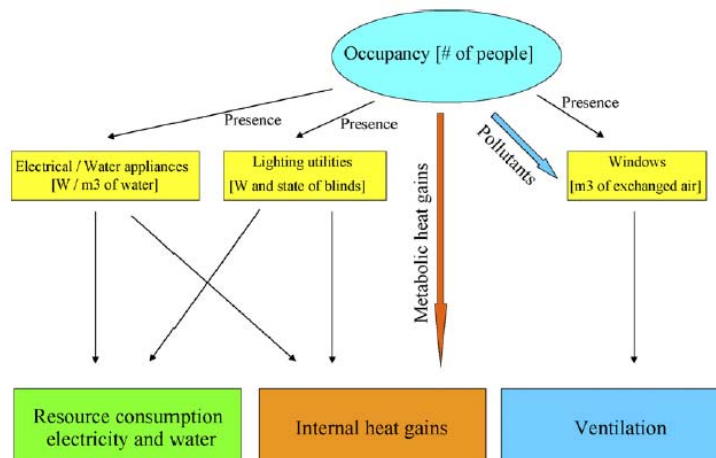 Occupancy [# of people]
Presence
Presence
Presence
Pollutants
Electrical / Water appliances
[W / m3 of water]
Lighting utilities
[W and state of blinds]
Windows
[m3 of exchanged air]
Metabolic heat gains
Resource consumption
electricity and water
Internal heat gains
Ventilation